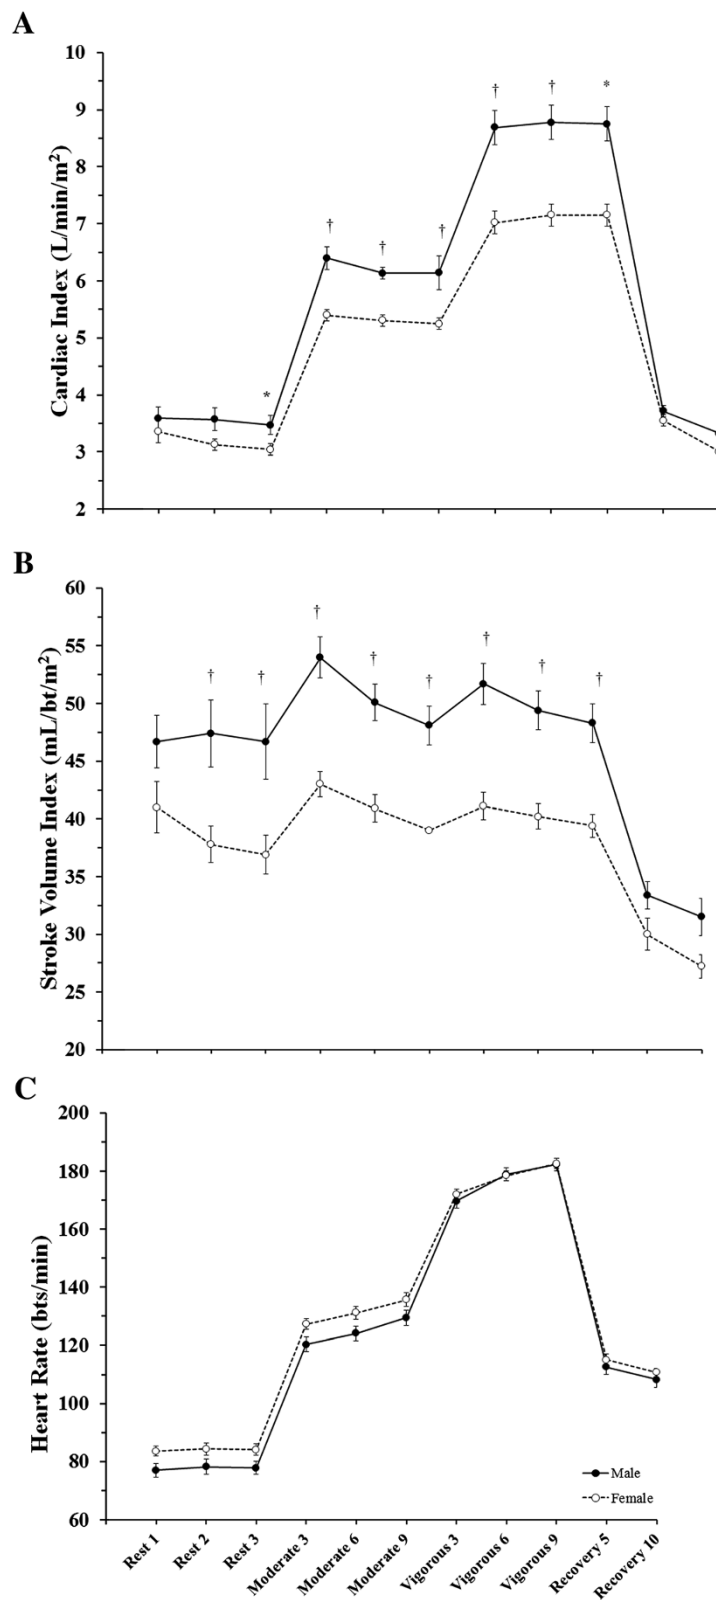 A
Cardiac Index (L/min/m²)
10
9
8
7
6
5
4
3
2
*
†
†
†
†
†
*
B
Stroke Volume Index (mL/bt/m²)
60
55
50
45
40
35
30
25
20
†
†
†
†
†
†
†
†
C
Heart Rate (bts/min)
200
180
160
140
120
100
80
60
Male
Female
Rest 1
Rest 2
Rest 3
Moderate 3
Moderate 6
Moderate 9
Vigorous 3
Vigorous 6
Vigorous 9
Recovery 5
Recovery 10